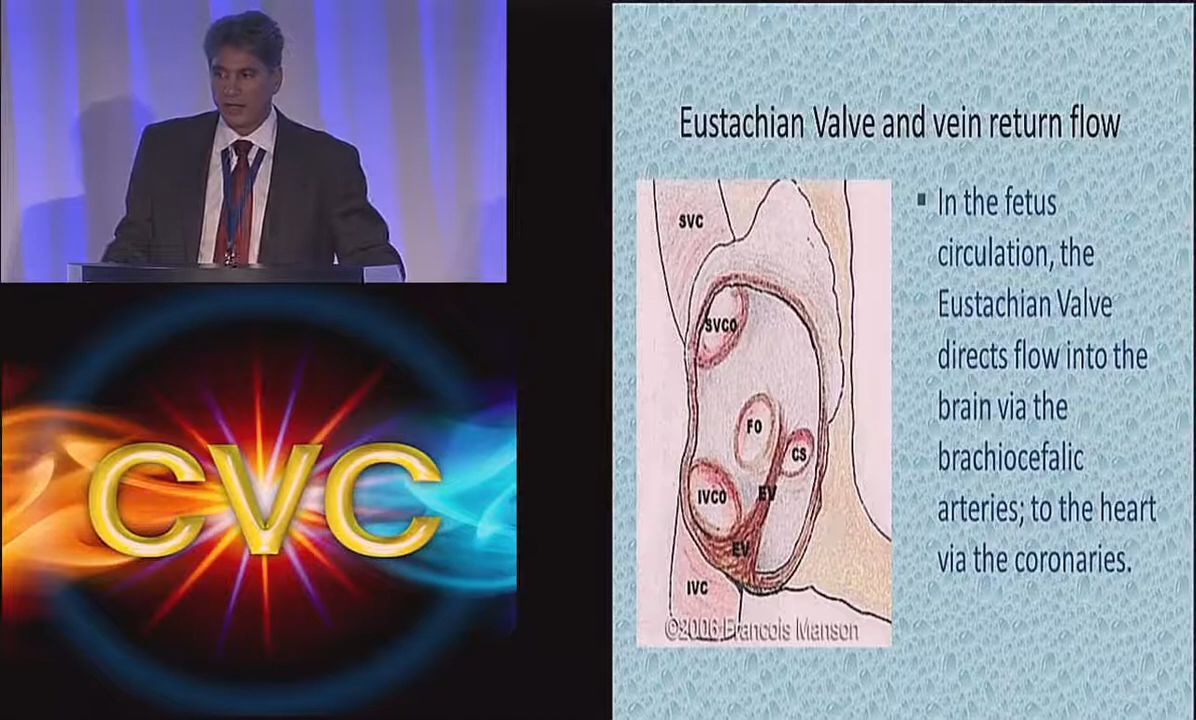 CVC
Eustachian Valve and vein return flow
SVC
SVCO
FO
CS
IVCO
EV
EV
IVC
©2006 Francois Manson
In the fetus
circulation, the
Eustachian Valve
directs flow into the
brain via the
brachiocefalic
arteries; to the heart
via the coronaries.